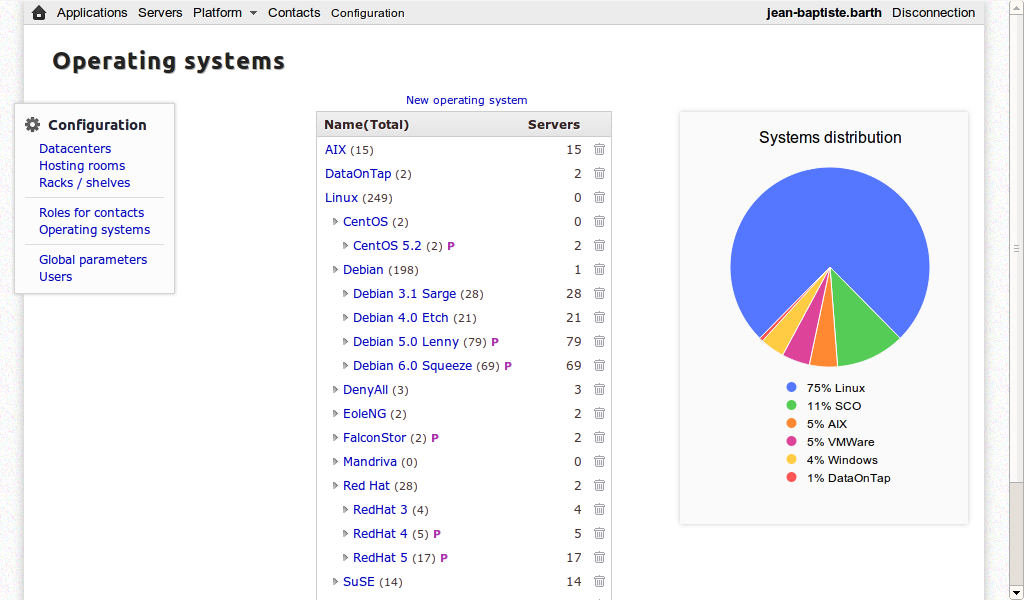 Applications Servers Platform Contacts Configuration jean-baptiste.barth Disconnection
Operating systems
Configuration
Datacenters
Hosting rooms
Racks / shelves
Roles for contacts
Operating systems
Global parameters
Users
New operating system
Name(Total) Servers
AIX (15) 15
DataOnTap (2) 2
Linux (249) 0
CentOS (2) 0
CentOS 5.2 (2) P 2
Debian (198) 1
Debian 3.1 Sarge (28) 28
Debian 4.0 Etch (21) 21
Debian 5.0 Lenny (79) P 79
Debian 6.0 Squeeze (69) P 69
DenyAll (3) 3
EoleNG (2) 2
FalconStor (2) P 2
Mandriva (0) 0
Red Hat (28) 2
RedHat 3 (4) 4
RedHat 4 (5) P 5
RedHat 5 (17) P 17
SuSE (14) 14
Systems distribution
75% Linux
11% SCO
5% AIX
5% VMWare
4% Windows
1% DataOnTap